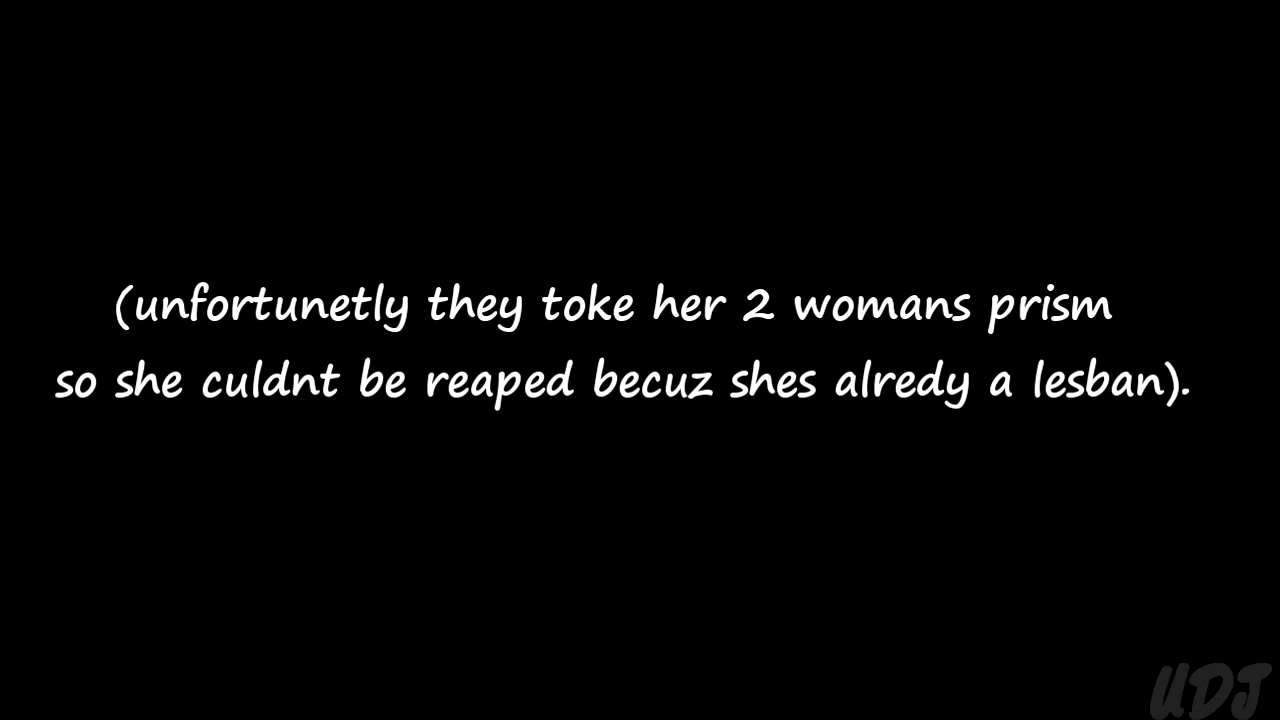 (unfortunetly they toke her 2 womans prism
so she culdnt be reaped becuz shes alredy a lesban).
UDJ